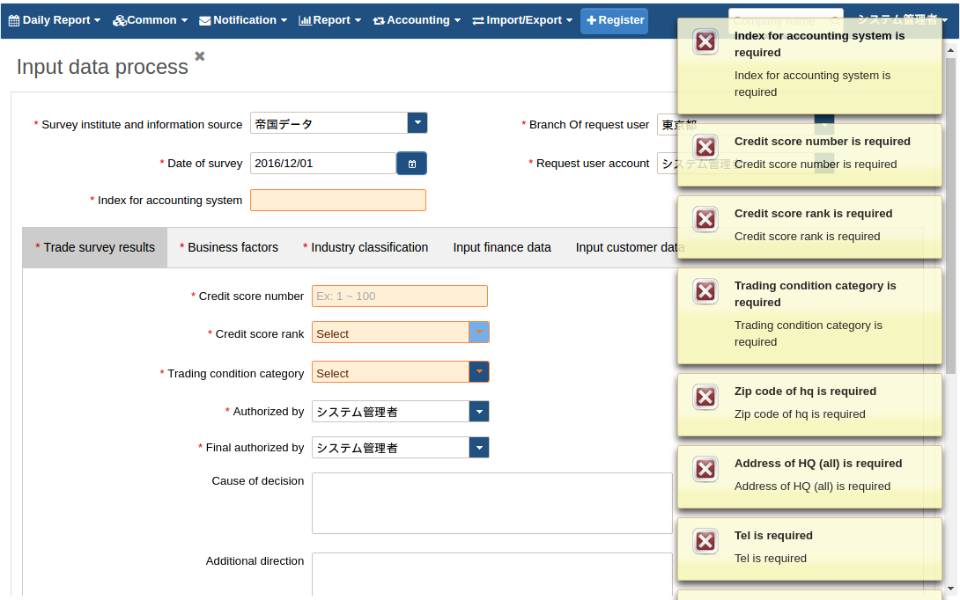 Daily Report Common Notification Report Accounting Import/Export Register システム管理者
Input data process
* Survey institute and information source 帝国データ
* Branch Of request user 東京都
* Date of survey 2016/12/01
* Request user account システム管理者
* Index for accounting system
* Trade survey results * Business factors * Industry classification Input finance data Input customer data
* Credit score number Ex: 1 ~ 100
* Credit score rank Select
* Trading condition category Select
* Authorized by システム管理者
* Final authorized by システム管理者
Cause of decision
Additional direction
Index for accounting system is
required
Index for accounting system is
required
Credit score number is required
Credit score number is required
Credit score rank is required
Credit score rank is required
Trading condition category is
required
Trading condition category is
required
Zip code of hq is required
Zip code of hq is required
Address of HQ (all) is required
Address of HQ (all) is required
Tel is required
Tel is required